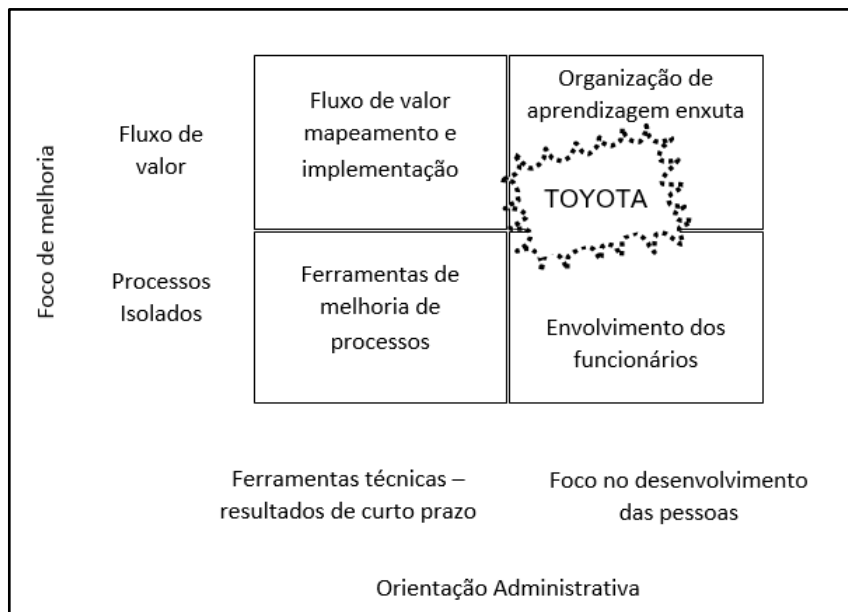 Foco de melhoria
Fluxo de
valor
Fluxo de valor
mapeamento e
implementação
Organização de
aprendizagem enxuta
TOYOTA
Processos
Isolados
Ferramentas de
melhoria de
processos
Envolvimento dos
funcionários
Ferramentas técnicas –
resultados de curto prazo
Foco no desenvolvimento
das pessoas
Orientação Administrativa